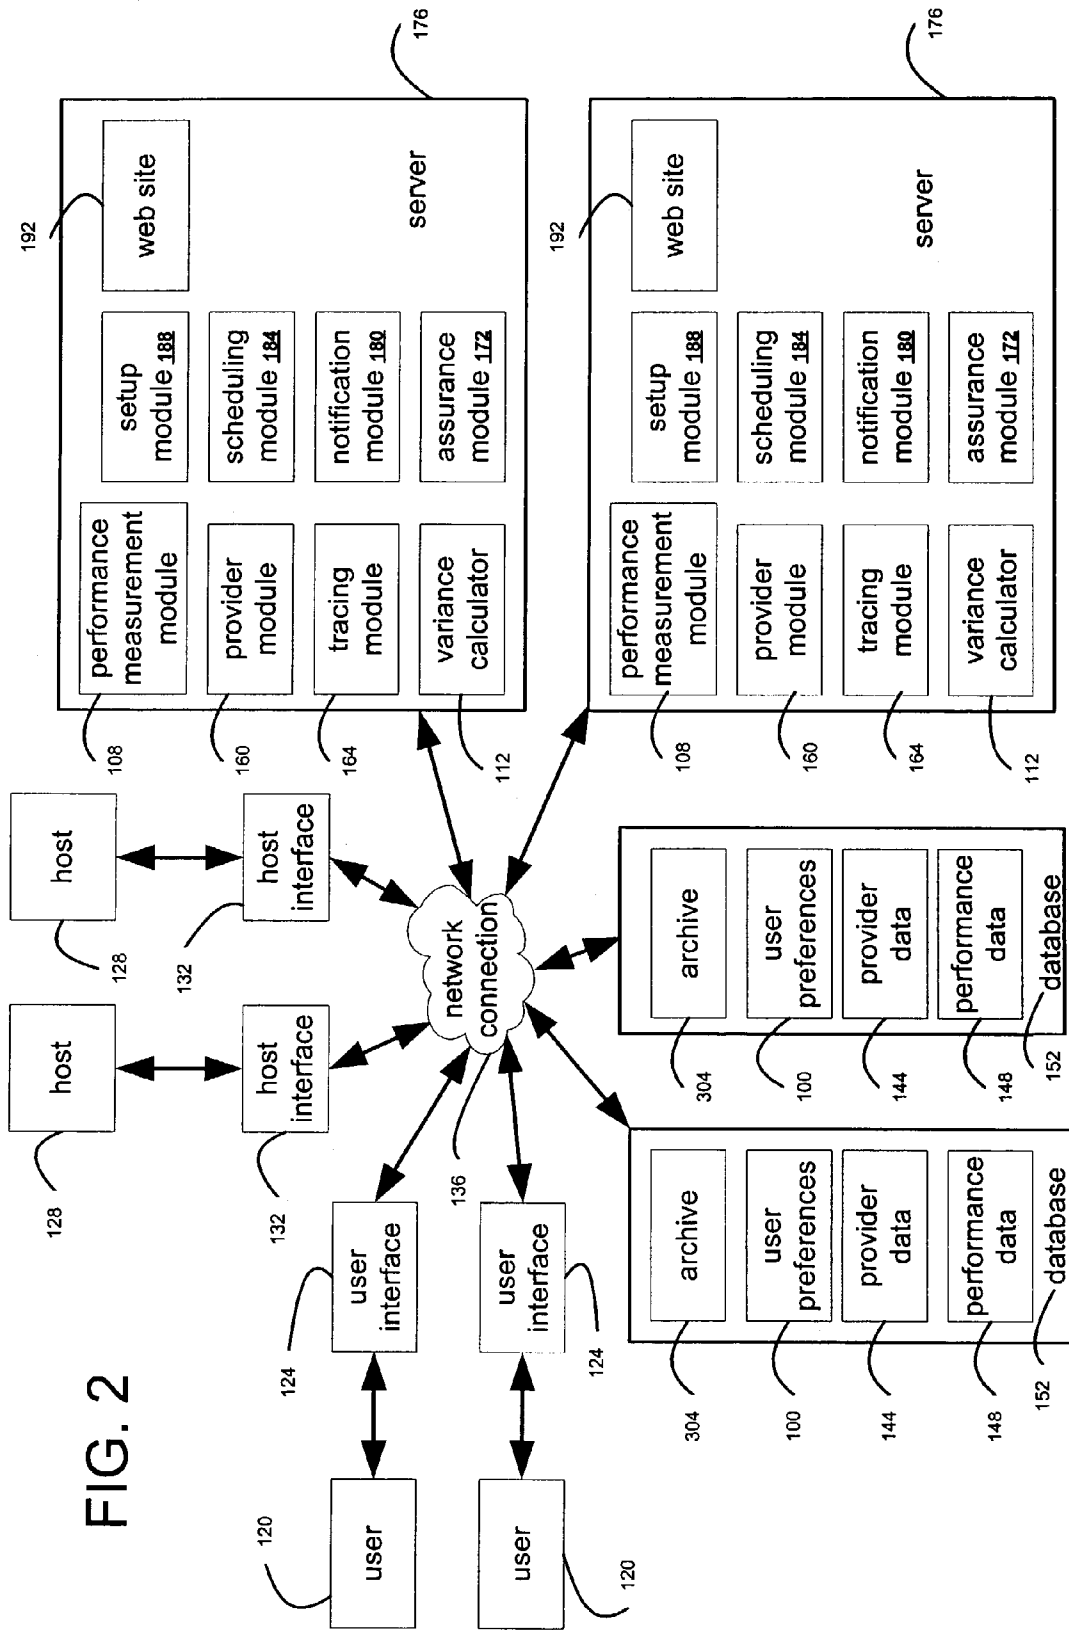 FIG. 2
user
120
user
120
user
interface
124
user
interface
124
host
128
host
128
host
interface
132
host
interface
132
network
connection
136
performance
measurement
module
108
provider
module
160
tracing
module
164
variance
calculator
112
setup
module 188
scheduling
module 184
notification
module 180
assurance
module 172
web site
192
server
176
performance
measurement
module
108
provider
module
160
tracing
module
164
variance
calculator
112
setup
module 188
scheduling
module 184
notification
module 180
assurance
module 172
web site
192
server
176
archive
304
user
preferences
100
provider
data
144
performance
data
148
database
152
archive
304
user
preferences
100
provider
data
144
performance
data
148
database
152